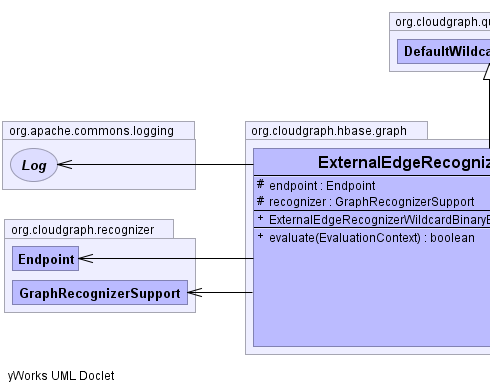 org.cloudgraph.qu
DefaultWildca
org.apache.commons.logging
Log
org.cloudgraph.hbase.graph
ExternalEdgeRecogniz
# endpoint : Endpoint
# recognizer : GraphRecognizerSupport
+ ExternalEdgeRecognizerWildcardBinaryE
+ evaluate(EvaluationContext) : boolean
org.cloudgraph.recognizer
Endpoint
GraphRecognizerSupport
yWorks UML Doclet